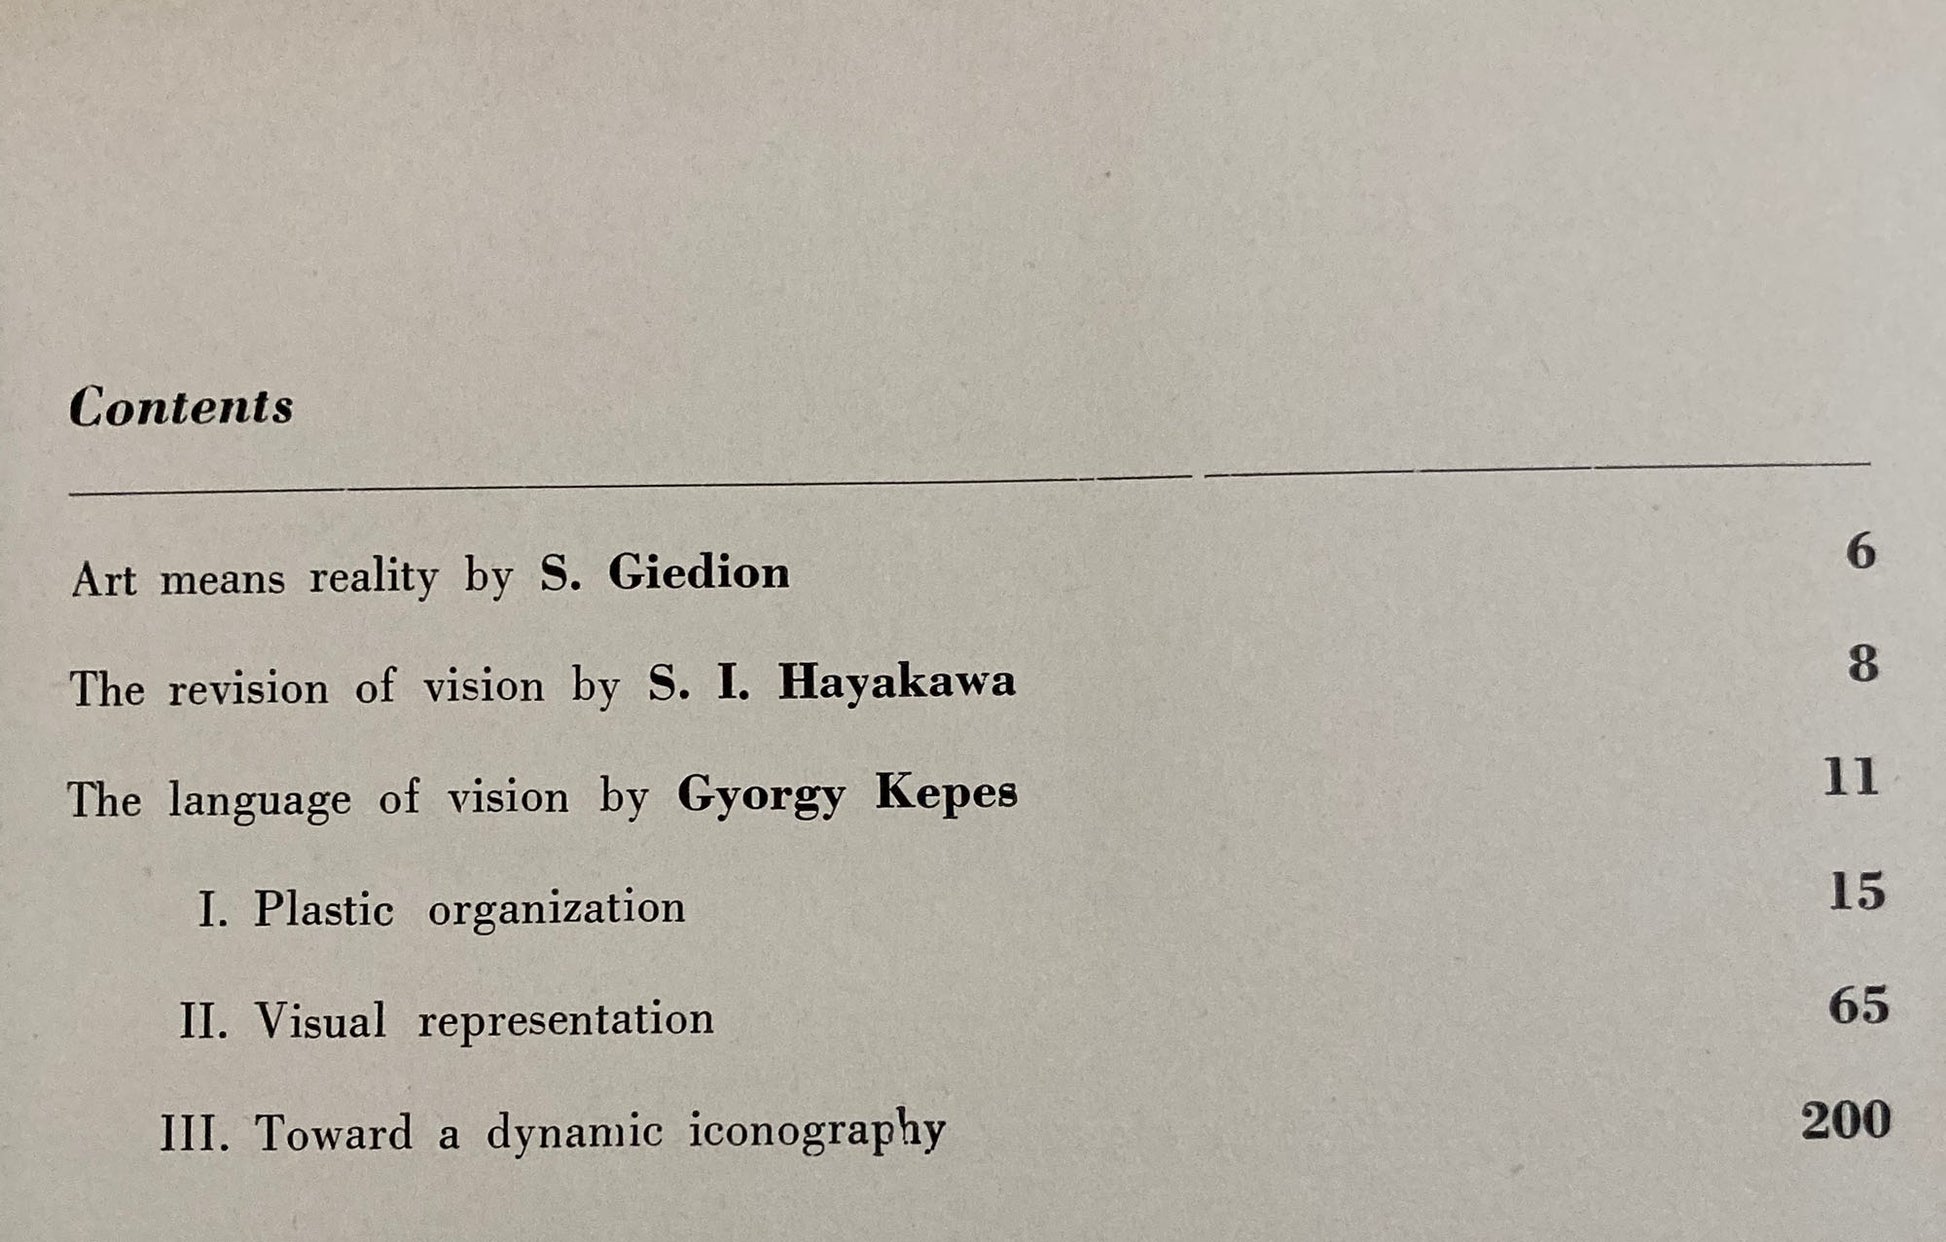 Contents
Art means reality by S. Giedion 6
The revision of vision by S. I. Hayakawa 8
The language of vision by Gyorgy Kepes 11
I. Plastic organization 15
II. Visual representation 65
III. Toward a dynamic iconography 200